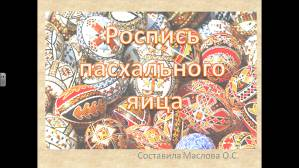 Роспись
пасхального
яйца
Составила Маслова О.С.